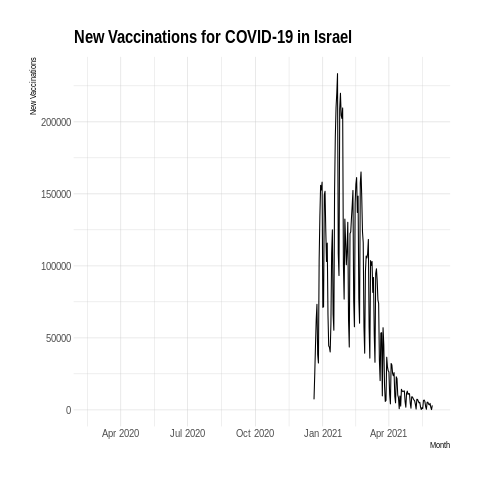 New Vaccinations for COVID-19 in Israel
New Vaccinations
200000
150000
100000
50000
0
Apr 2020 Jul 2020 Oct 2020 Jan 2021 Apr 2021
Month